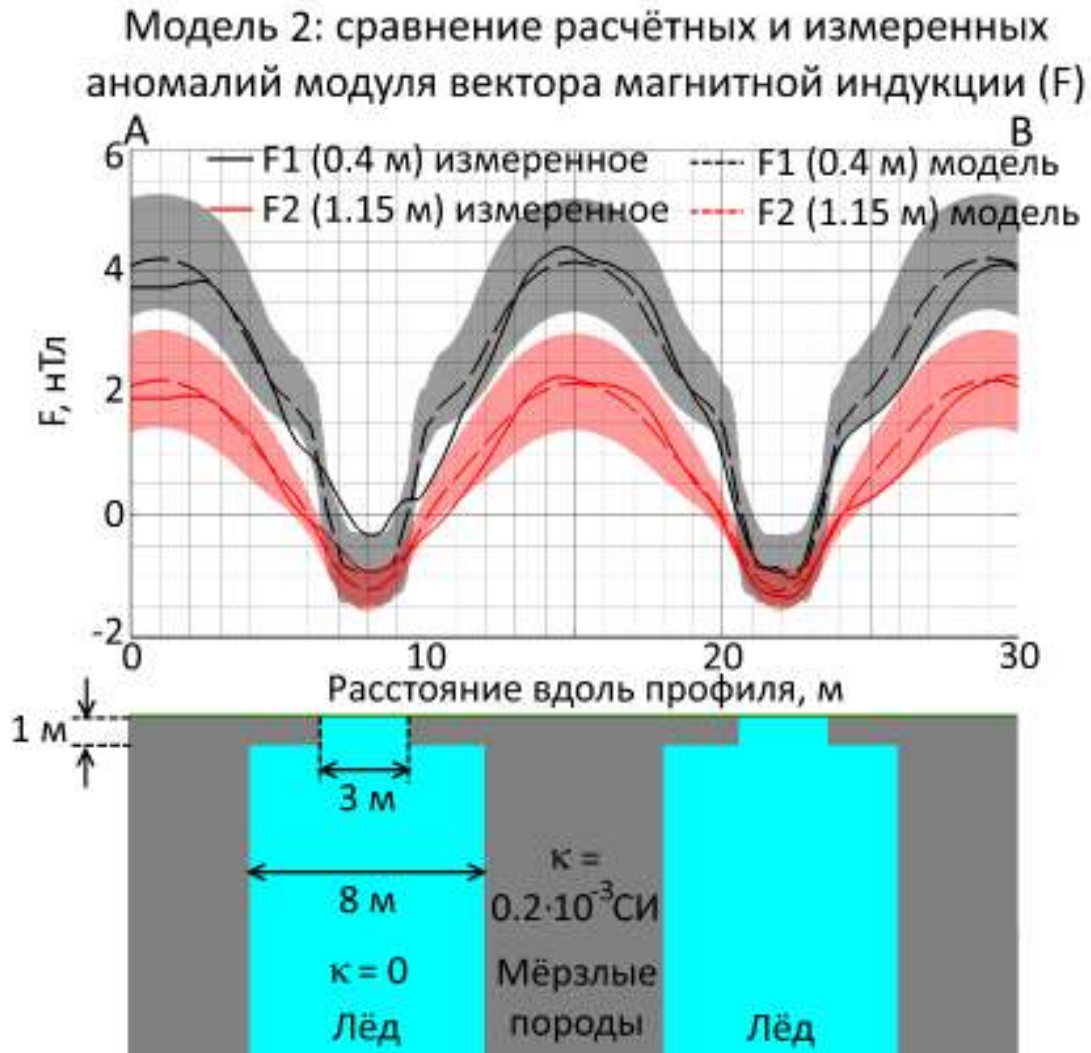 Модель 2: сравнение расчётных и измеренных
аномалий модуля вектора магнитной индукции (F)
A B
F1 (0.4 м) измеренное F1 (0.4 м) модель
F2 (1.15 м) измеренное F2 (1.15 м) модель
F, нТл
6
4
2
0
-2
0 10 20 30
Расстояние вдоль профиля, м
1 м
3 м
8 м
κ =
0.2·10⁻³СИ
κ = 0
Мёрзлые
породы
Лёд
Лёд